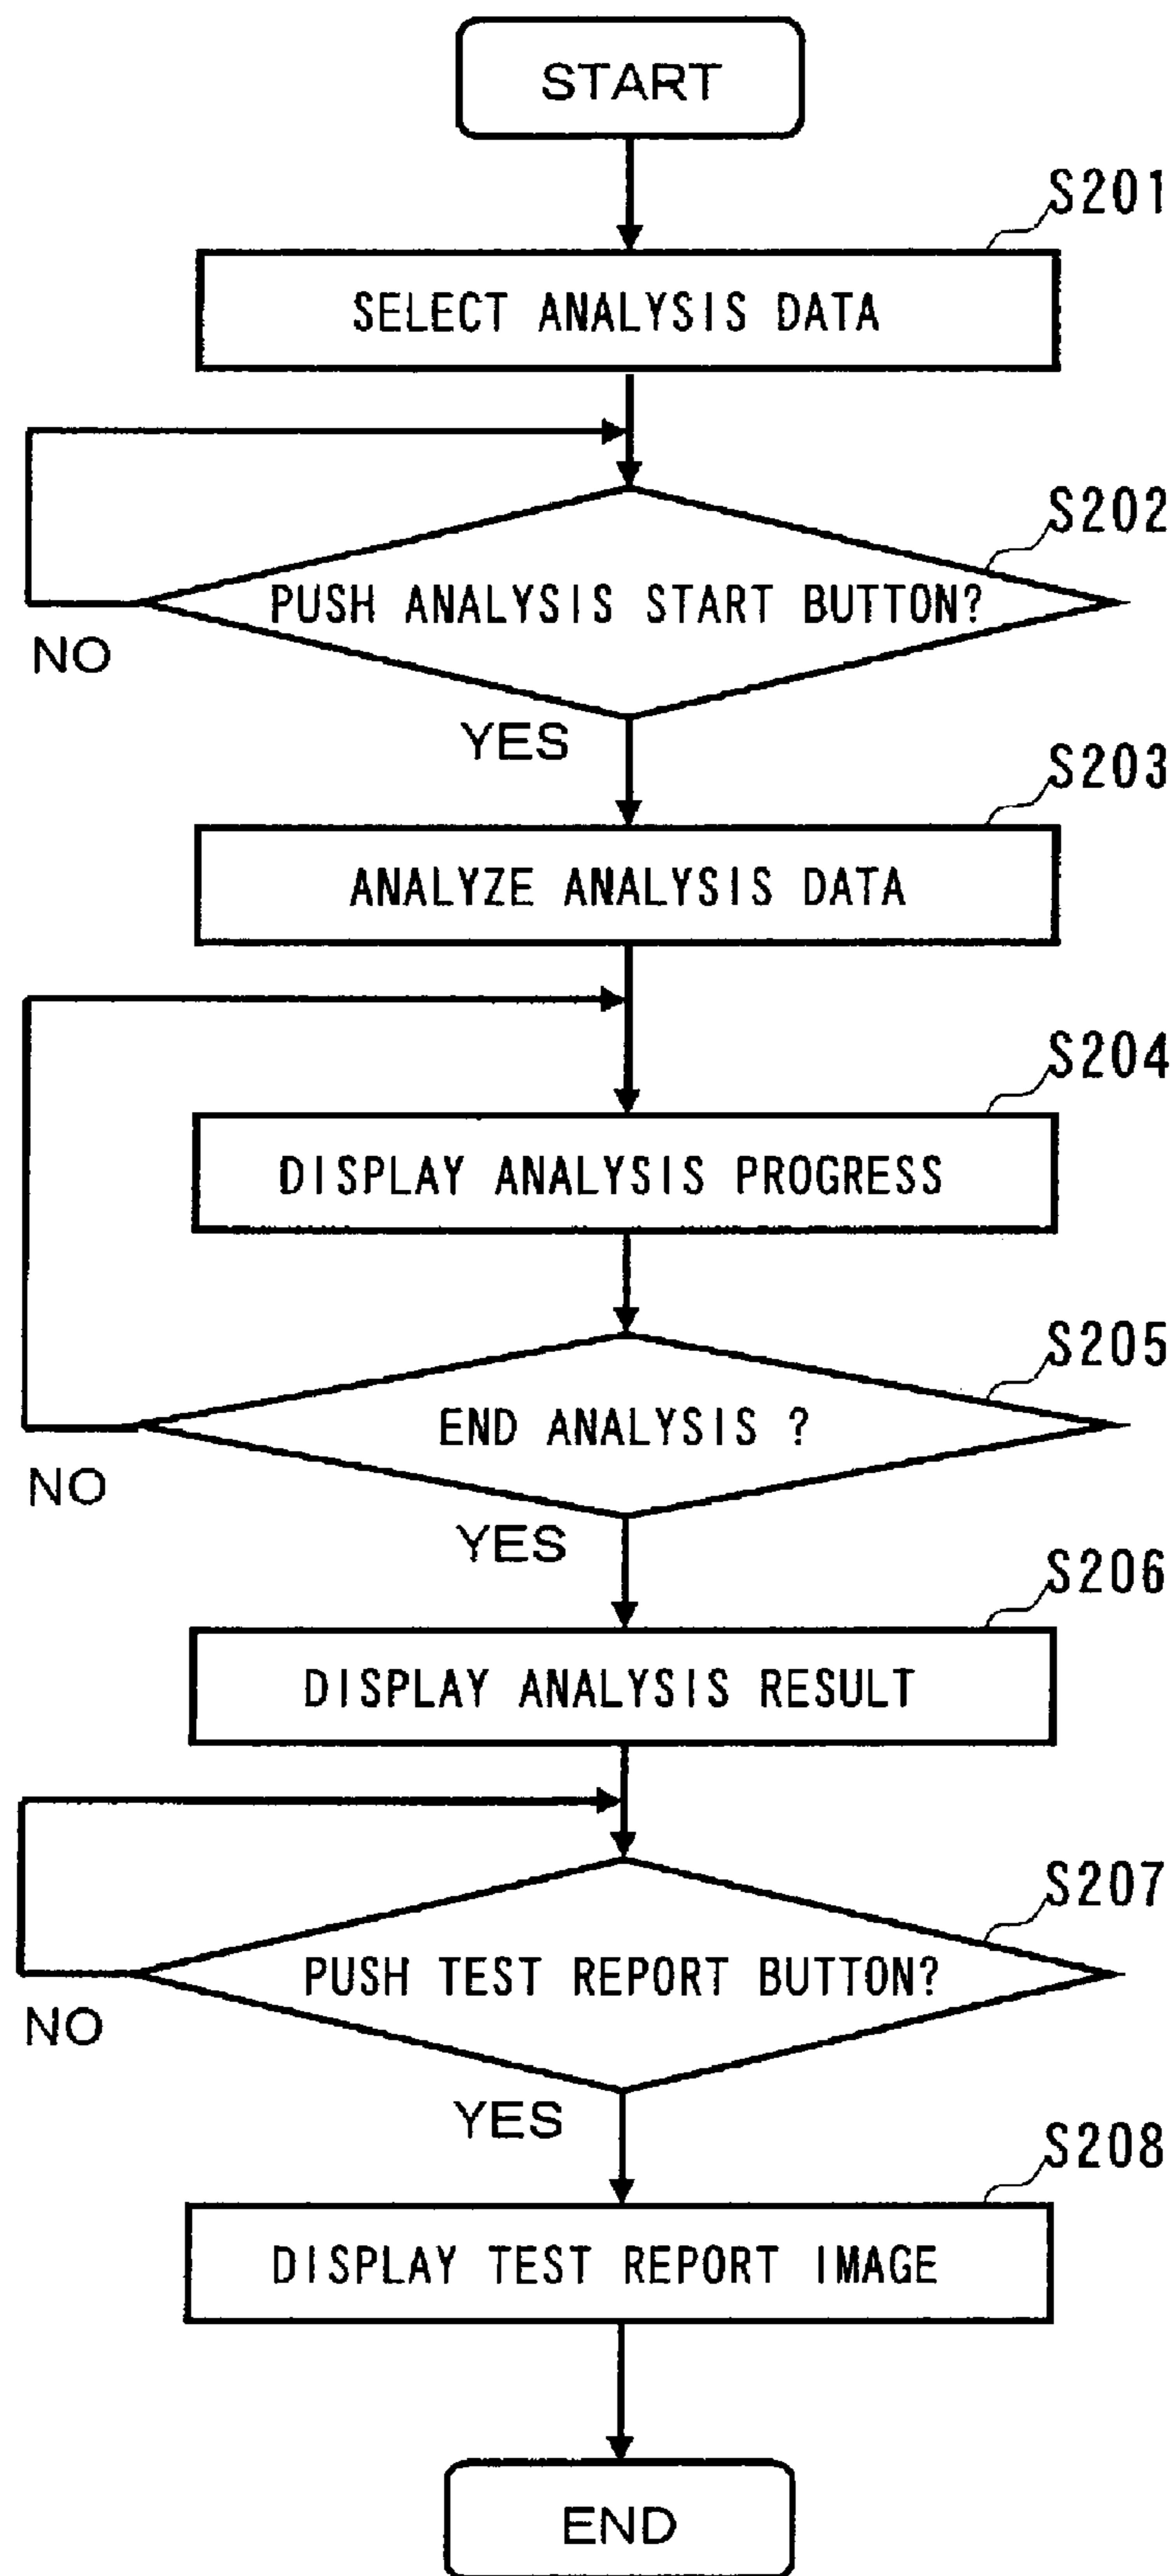 START
S201
SELECT ANALYSIS DATA
S202
PUSH ANALYSIS START BUTTON?
NO
YES
S203
ANALYZE ANALYSIS DATA
S204
DISPLAY ANALYSIS PROGRESS
S205
END ANALYSIS ?
NO
YES
S206
DISPLAY ANALYSIS RESULT
S207
PUSH TEST REPORT BUTTON?
NO
YES
S208
DISPLAY TEST REPORT IMAGE
END